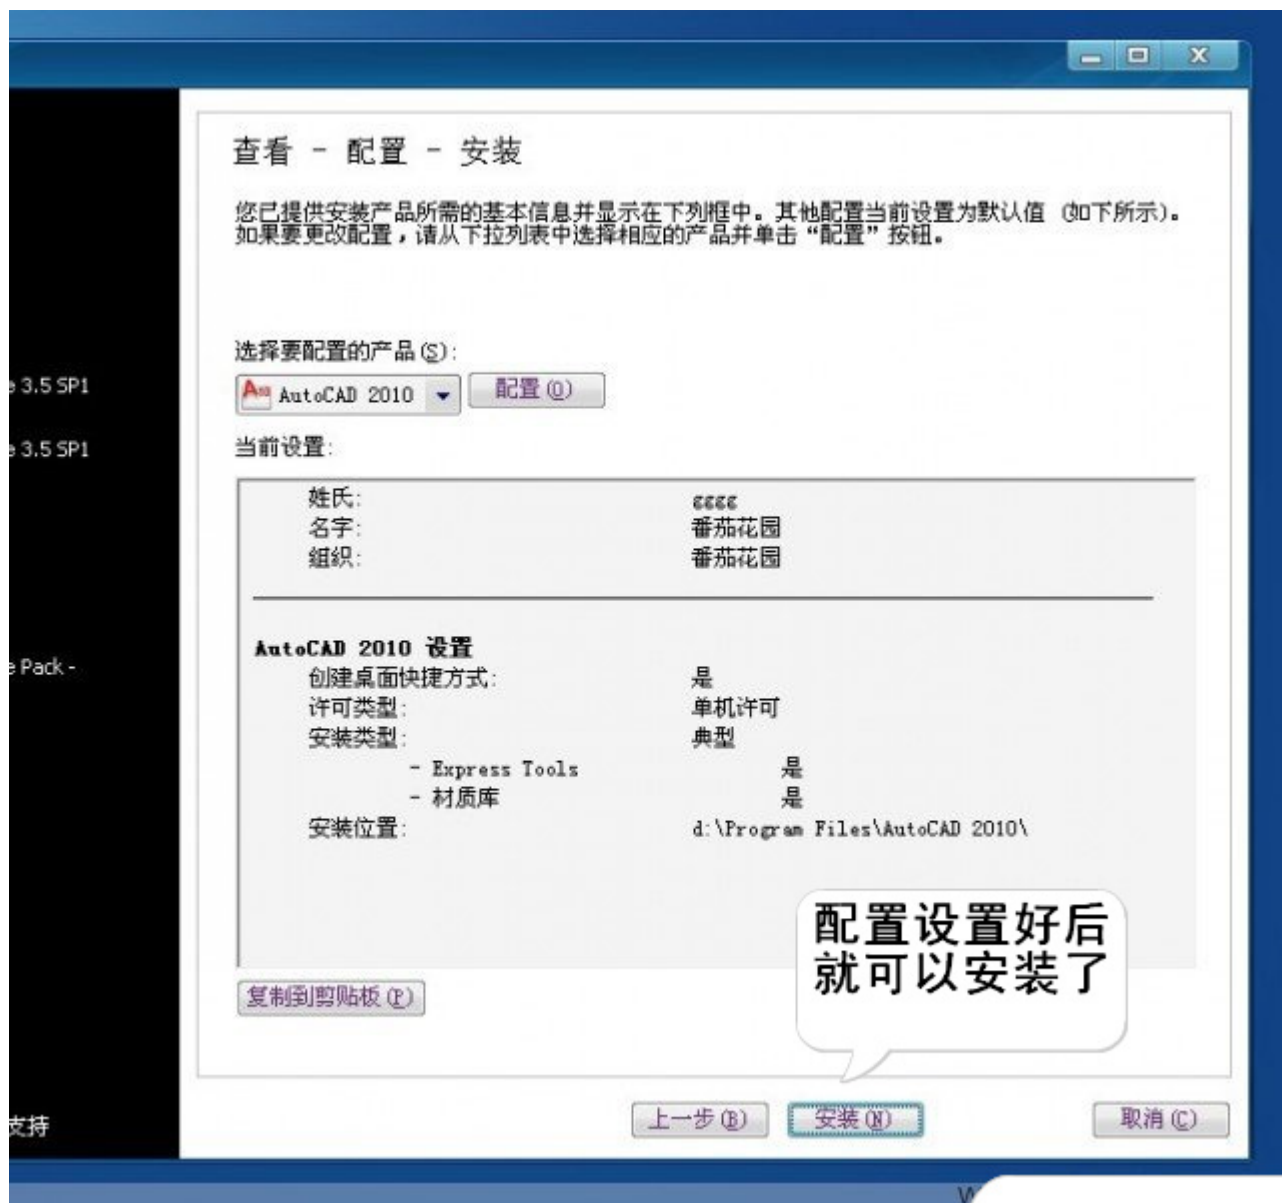 查看 - 配置 - 安装
您已提供安装产品所需的基本信息并显示在下列框中。其他配置当前设置为默认值 (如下所示)。
如果要更改配置，请从下拉列表中选择相应的产品并单击“配置”按钮。
选择要配置的产品(S):
e 3.5 SP1
AutoCAD 2010 配置(O)
e 3.5 SP1
当前设置:
姓氏: gggg
名字: 番茄花园
组织: 番茄花园
AutoCAD 2010 设置
e Pack -
创建桌面快捷方式: 是
许可类型: 单机许可
安装类型: 典型
- Express Tools 是
- 材质库 是
安装位置: d:\Program Files\AutoCAD 2010\
配置设置好后
就可以安装了
复制到剪贴板(P)
支持
上一步(B) 安装(N) 取消(C)